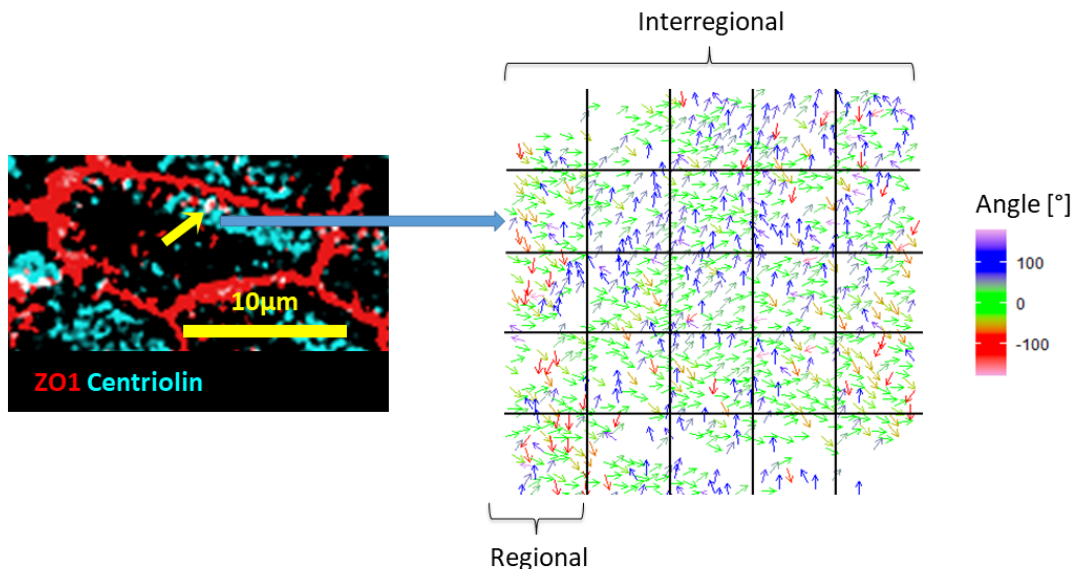 Interregional
10µm
ZO1 Centriolin
Angle [°]
100
0
-100
Regional